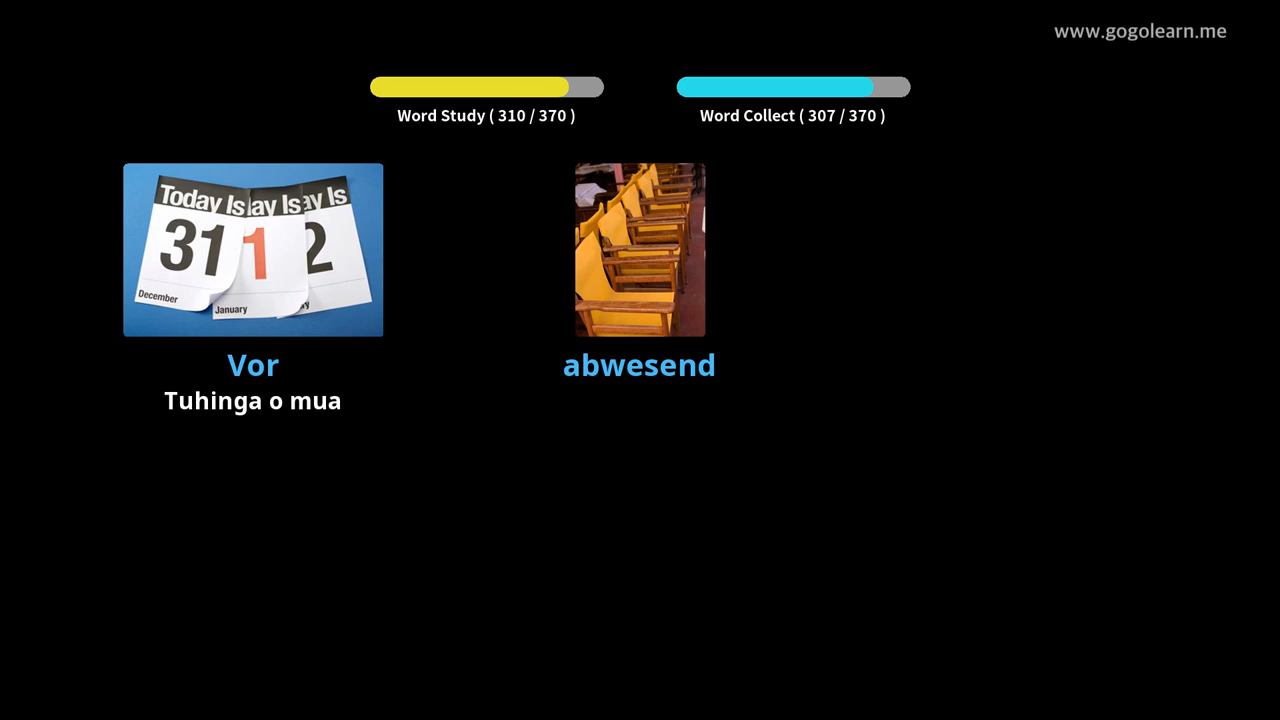 www.gogolearn.me
Word Study ( 310 / 370 )
Word Collect ( 307 / 370 )
Today Is
ay Is
ay Is
31
1
2
December
January
Vor
abwesend
Tuhinga o mua